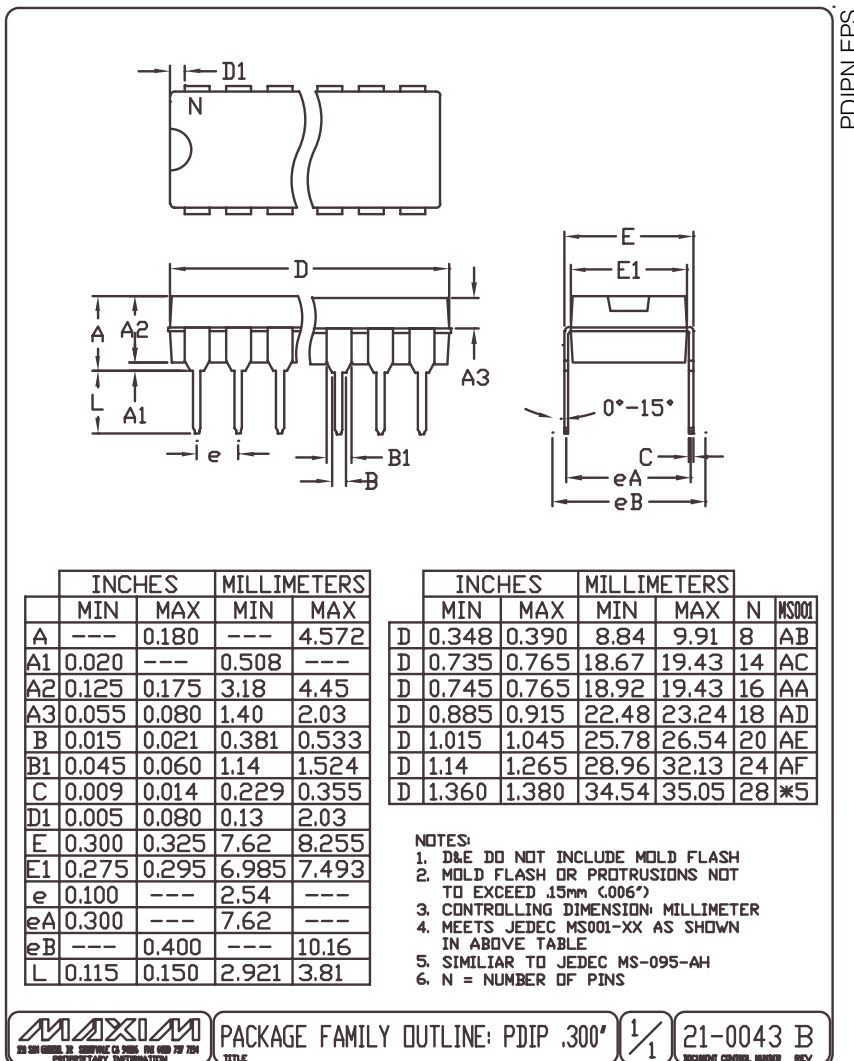 PDIPN.EPS
D1
N
D
E
E1
A
A2
A3
L
A1
0°-15°
e
B1
B
C
eA
eB
INCHES MILLIMETERS
MIN MAX MIN MAX
A --- 0.180 --- 4.572
A1 0.020 --- 0.508 ---
A2 0.125 0.175 3.18 4.45
A3 0.055 0.080 1.40 2.03
B 0.015 0.021 0.381 0.533
B1 0.045 0.060 1.14 1.524
C 0.009 0.014 0.229 0.355
D1 0.005 0.080 0.13 2.03
E 0.300 0.325 7.62 8.255
E1 0.275 0.295 6.985 7.493
e 0.100 --- 2.54 ---
eA 0.300 --- 7.62 ---
eB --- 0.400 --- 10.16
L 0.115 0.150 2.921 3.81
INCHES MILLIMETERS
MIN MAX MIN MAX N MS001
D 0.348 0.390 8.84 9.91 8 AB
D 0.735 0.765 18.67 19.43 14 AC
D 0.745 0.765 18.92 19.43 16 AA
D 0.885 0.915 22.48 23.24 18 AD
D 1.015 1.045 25.78 26.54 20 AE
D 1.14 1.265 28.96 32.13 24 AF
D 1.360 1.380 34.54 35.05 28 *5
NOTES:
1. D&E DO NOT INCLUDE MOLD FLASH
2. MOLD FLASH OR PROTRUSIONS NOT
TO EXCEED .15mm (.006")
3. CONTROLLING DIMENSION: MILLIMETER
4. MEETS JEDEC MS001-XX AS SHOWN
IN ABOVE TABLE
5. SIMILIAR TO JEDEC MS-095-AH
6. N = NUMBER OF PINS
MAXIM
PROPRIETARY INFORMATION
PACKAGE FAMILY OUTLINE: PDIP .300"
TITLE
1/1
21-0043 B
DOCUMENT CONTROL NUMBER REV